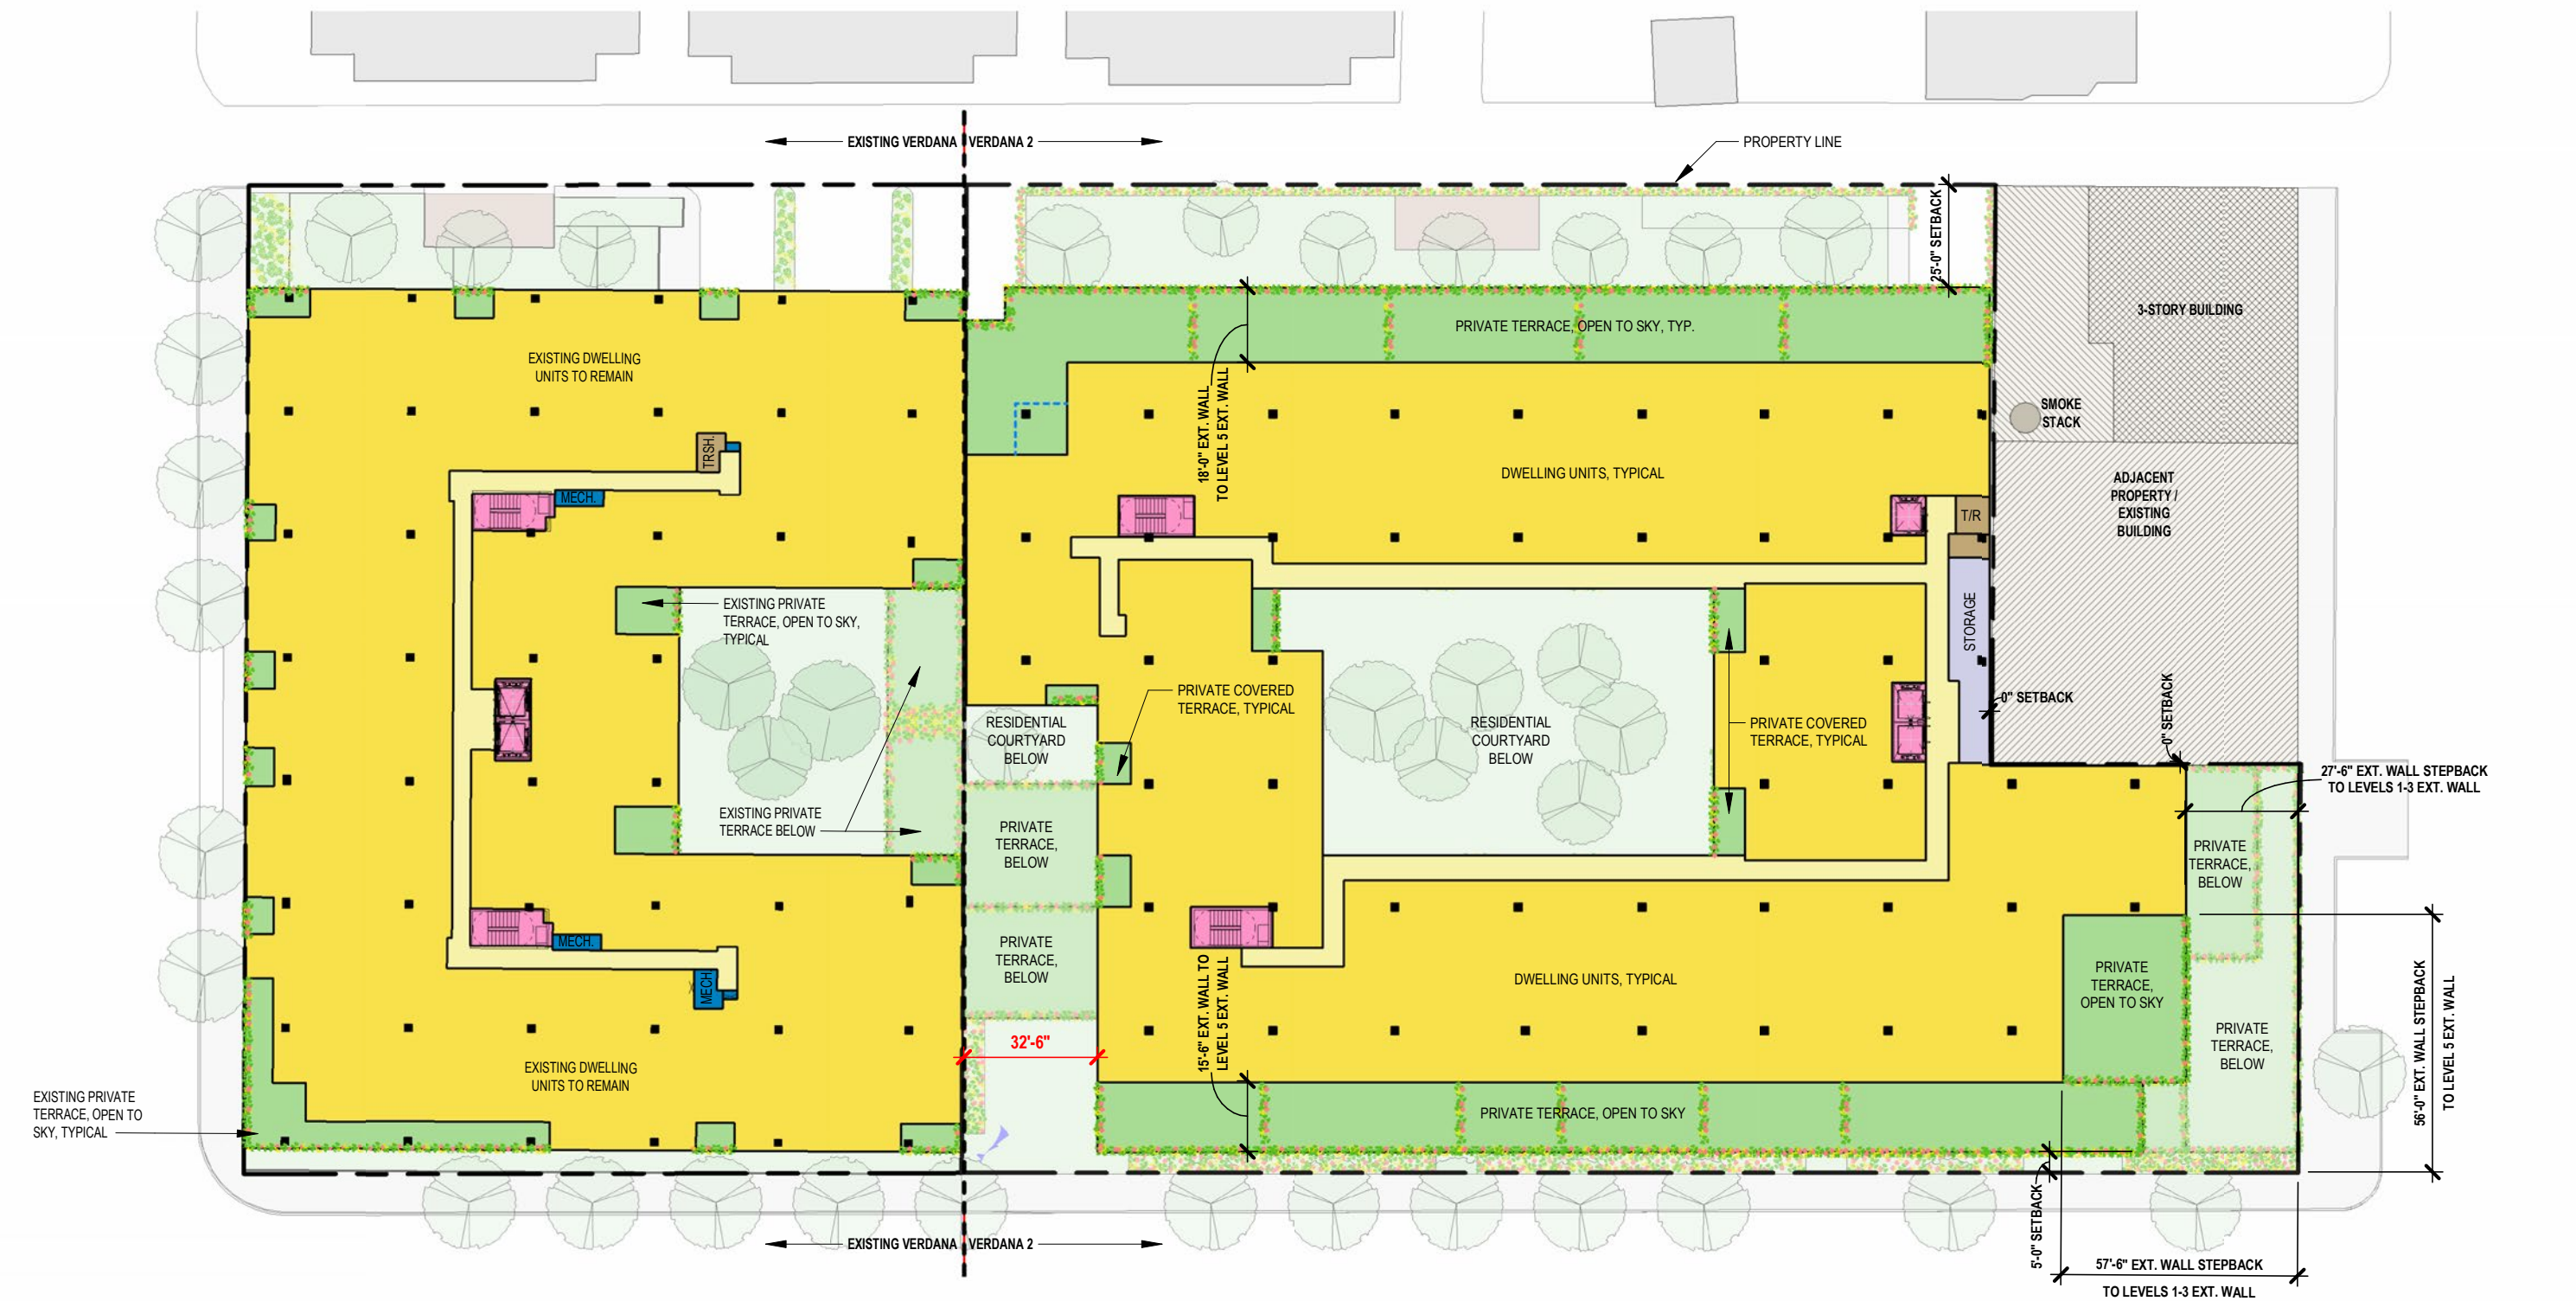 EXISTING VERDANA
VERDANA 2
PROPERTY LINE
25'-0" SETBACK
3-STORY BUILDING
PRIVATE TERRACE, OPEN TO SKY, TYP.
EXISTING DWELLING
UNITS TO REMAIN
18'-0" EXT. WALL
TO LEVEL 5 EXT. WALL
SMOKE
STACK
TRSH.
MECH.
DWELLING UNITS, TYPICAL
ADJACENT
PROPERTY /
EXISTING
BUILDING
T/R
STORAGE
EXISTING PRIVATE
TERRACE, OPEN TO SKY,
TYPICAL
PRIVATE COVERED
TERRACE, TYPICAL
0" SETBACK
RESIDENTIAL
COURTYARD
BELOW
RESIDENTIAL
COURTYARD
BELOW
PRIVATE COVERED
TERRACE, TYPICAL
0" SETBACK
27'-6" EXT. WALL STEPBACK
TO LEVELS 1-3 EXT. WALL
EXISTING PRIVATE
TERRACE BELOW
PRIVATE
TERRACE,
BELOW
PRIVATE
TERRACE,
BELOW
PRIVATE
TERRACE,
BELOW
MECH.
MECH
DWELLING UNITS, TYPICAL
PRIVATE
TERRACE,
OPEN TO SKY
15'-6" EXT. WALL TO
LEVEL 5 EXT. WALL
32'-6"
PRIVATE
TERRACE,
BELOW
56'-0" EXT. WALL STEPBACK
TO LEVEL 5 EXT. WALL
EXISTING DWELLING
UNITS TO REMAIN
EXISTING PRIVATE
TERRACE, OPEN TO
SKY, TYPICAL
PRIVATE TERRACE, OPEN TO SKY
5'-0" SETBACK
EXISTING VERDANA
VERDANA 2
57'-6" EXT. WALL STEPBACK
TO LEVELS 1-3 EXT. WALL